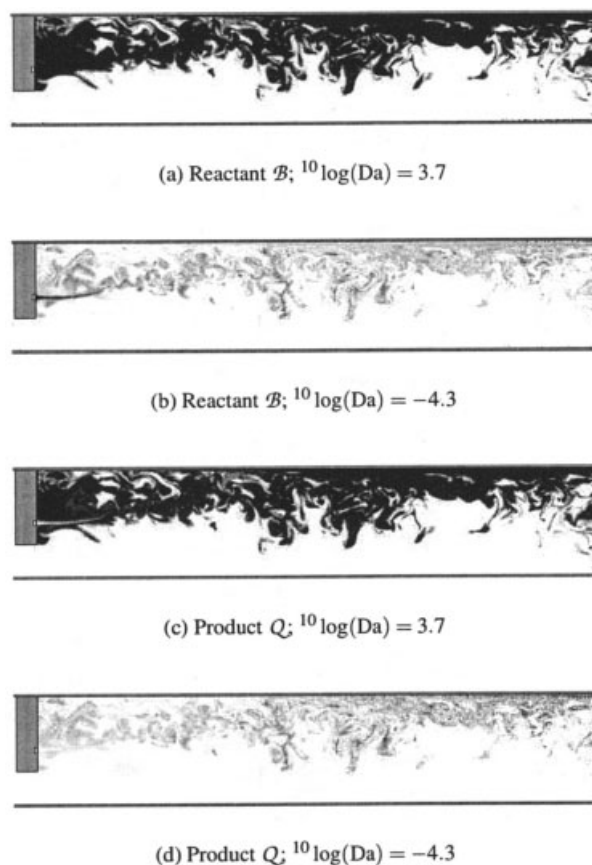 (a) Reactant ℬ; ¹⁰log(Da) = 3.7
(b) Reactant ℬ; ¹⁰log(Da) = −4.3
(c) Product 𝒬; ¹⁰log(Da) = 3.7
(d) Product 𝒬; ¹⁰log(Da) = −4.3